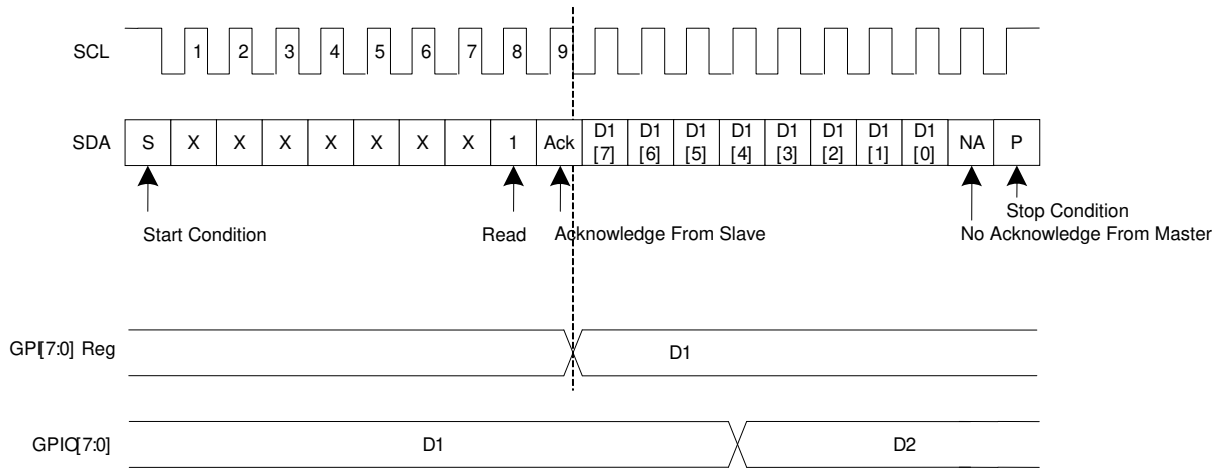 SCL 1 2 3 4 5 6 7 8 9
SDA S X X X X X X X 1 Ack D1 [7] D1 [6] D1 [5] D1 [4] D1 [3] D1 [2] D1 [1] D1 [0] NA P
Start Condition
Read
Acknowledge From Slave
Stop Condition
No Acknowledge From Master
GPI[7:0] Reg D1
GPIO[7:0] D1 D2